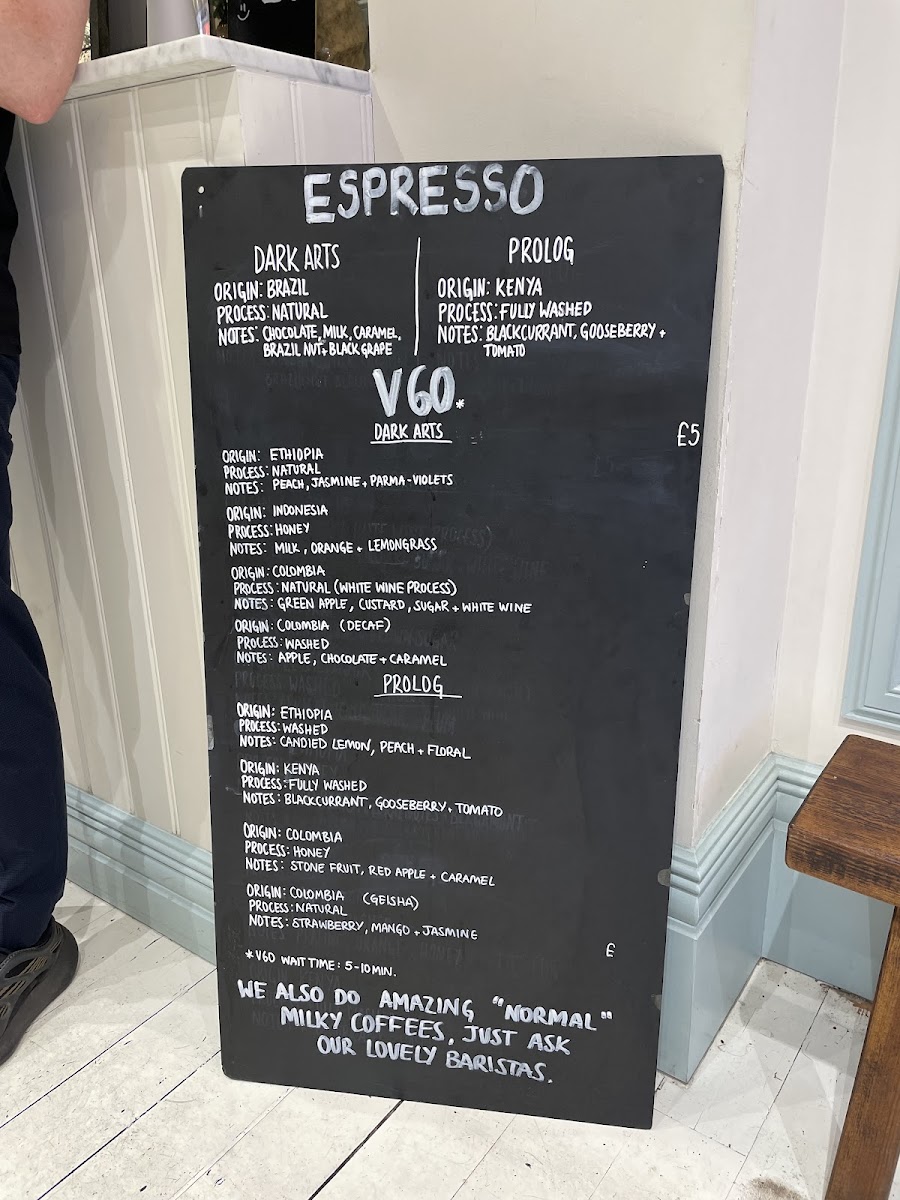 ESPRESSO
DARK ARTS
ORIGIN: BRAZIL
PROCESS: NATURAL
NOTES: CHOCOLATE, MILK, CARAMEL,
BRAZIL NUT + BLACK GRAPE
PROLOG
ORIGIN: KENYA
PROCESS: FULLY WASHED
NOTES: BLACKCURRANT, GOOSEBERRY +
TOMATO
V60*
DARK ARTS
£5
ORIGIN: ETHIOPIA
PROCESS: NATURAL
NOTES: PEACH, JASMINE + PARMA-VIOLETS
ORIGIN: INDONESIA
PROCESS: HONEY
NOTES: MILK, ORANGE + LEMONGRASS
ORIGIN: COLOMBIA
PROCESS: NATURAL (WHITE WINE PROCESS)
NOTES: GREEN APPLE, CUSTARD, SUGAR + WHITE WINE
ORIGIN: COLOMBIA (DECAF)
PROCESS: WASHED
NOTES: APPLE, CHOCOLATE + CARAMEL
PROLOG
ORIGIN: ETHIOPIA
PROCESS: WASHED
NOTES: CANDIED LEMON, PEACH + FLORAL
ORIGIN: KENYA
PROCESS: FULLY WASHED
NOTES: BLACKCURRANT, GOOSEBERRY + TOMATO
ORIGIN: COLOMBIA
PROCESS: HONEY
NOTES: STONE FRUIT, RED APPLE + CARAMEL
ORIGIN: COLOMBIA (GEISHA)
PROCESS: NATURAL
NOTES: STRAWBERRY, MANGO + JASMINE
£
*V60 WAIT TIME: 5-10MIN.
WE ALSO DO AMAZING "NORMAL"
MILKY COFFEES, JUST ASK
OUR LOVELY BARISTAS.